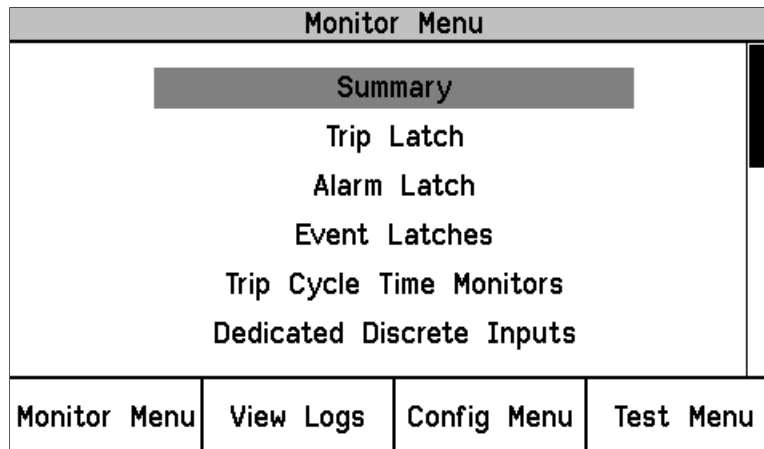 Monitor Menu
Summary
Trip Latch
Alarm Latch
Event Latches
Trip Cycle Time Monitors
Dedicated Discrete Inputs
Monitor Menu View Logs Config Menu Test Menu